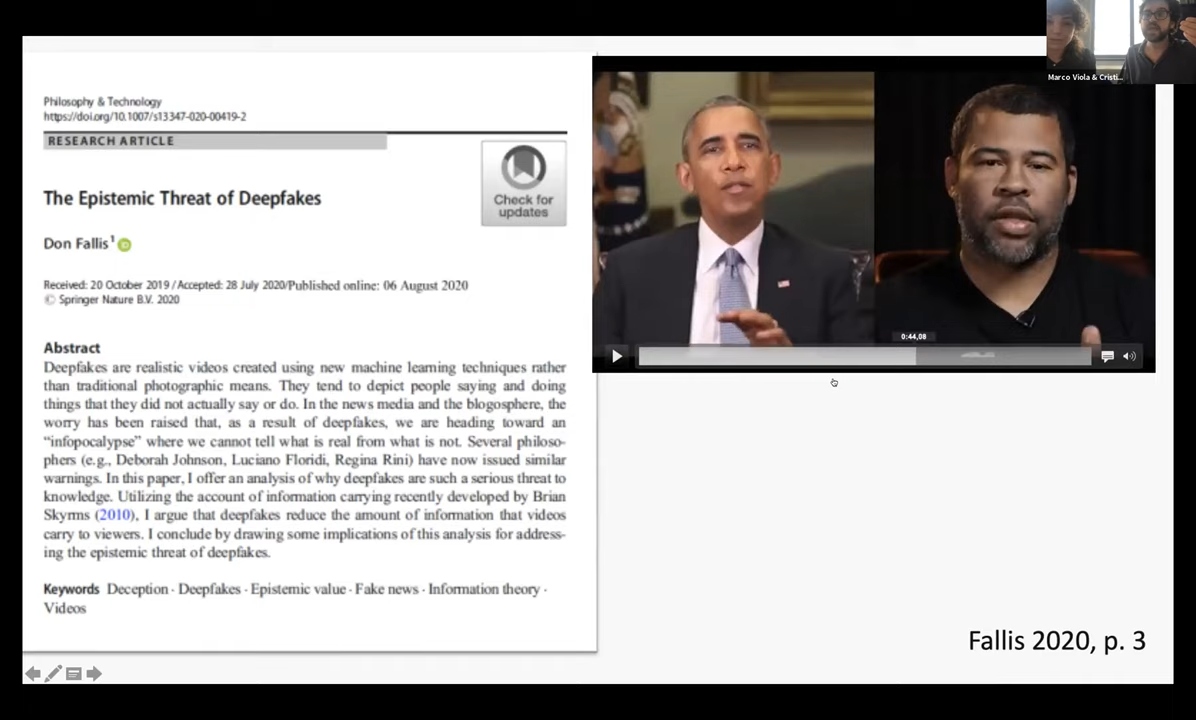 Marco Viola & Cristi...
Philosophy & Technology
https://doi.org/10.1007/s13347-020-00419-2
RESEARCH ARTICLE
Check for
updates
The Epistemic Threat of Deepfakes
Don Fallis¹
Received: 20 October 2019 / Accepted: 28 July 2020/Published online: 06 August 2020
© Springer Nature B.V. 2020
Abstract
Deepfakes are realistic videos created using new machine learning techniques rather
than traditional photographic means. They tend to depict people saying and doing
things that they did not actually say or do. In the news media and the blogosphere, the
worry has been raised that, as a result of deepfakes, we are heading toward an
“infopocalypse” where we cannot tell what is real from what is not. Several philoso-
phers (e.g., Deborah Johnson, Luciano Floridi, Regina Rini) have now issued similar
warnings. In this paper, I offer an analysis of why deepfakes are such a serious threat to
knowledge. Utilizing the account of information carrying recently developed by Brian
Skyrms (2010), I argue that deepfakes reduce the amount of information that videos
carry to viewers. I conclude by drawing some implications of this analysis for address-
ing the epistemic threat of deepfakes.
Keywords Deception · Deepfakes · Epistemic value · Fake news · Information theory ·
Videos
0:44,08
Fallis 2020, p. 3